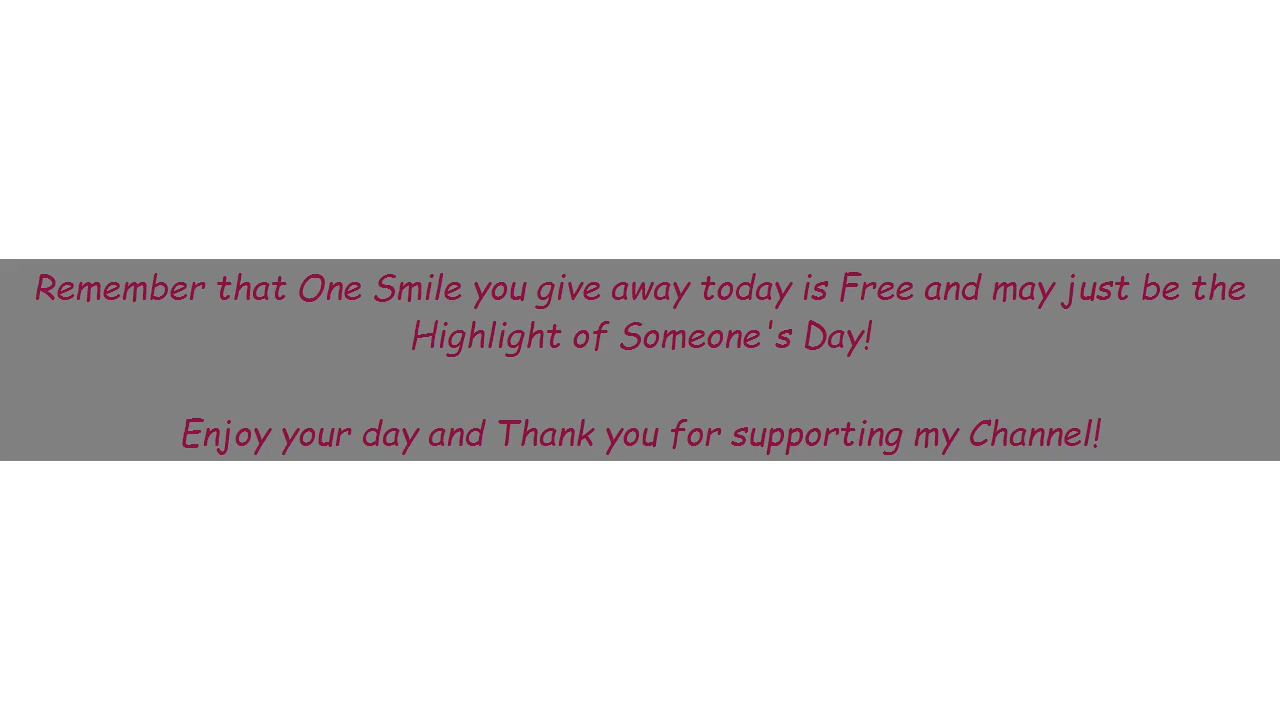 Remember that One Smile you give away today is Free and may just be the
Highlight of Someone's Day!
Enjoy your day and Thank you for supporting my Channel!